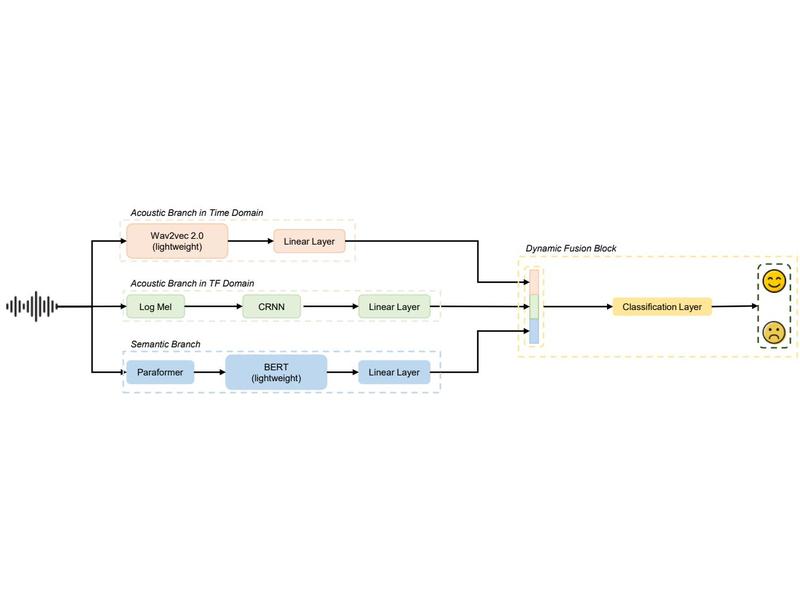 Acoustic Branch in Time Domain
Wav2vec 2.0
(lightweight)
Linear Layer
Acoustic Branch in TF Domain
Log Mel
CRNN
Linear Layer
Semantic Branch
Paraformer
BERT
(lightweight)
Linear Layer
Dynamic Fusion Block
Classification Layer